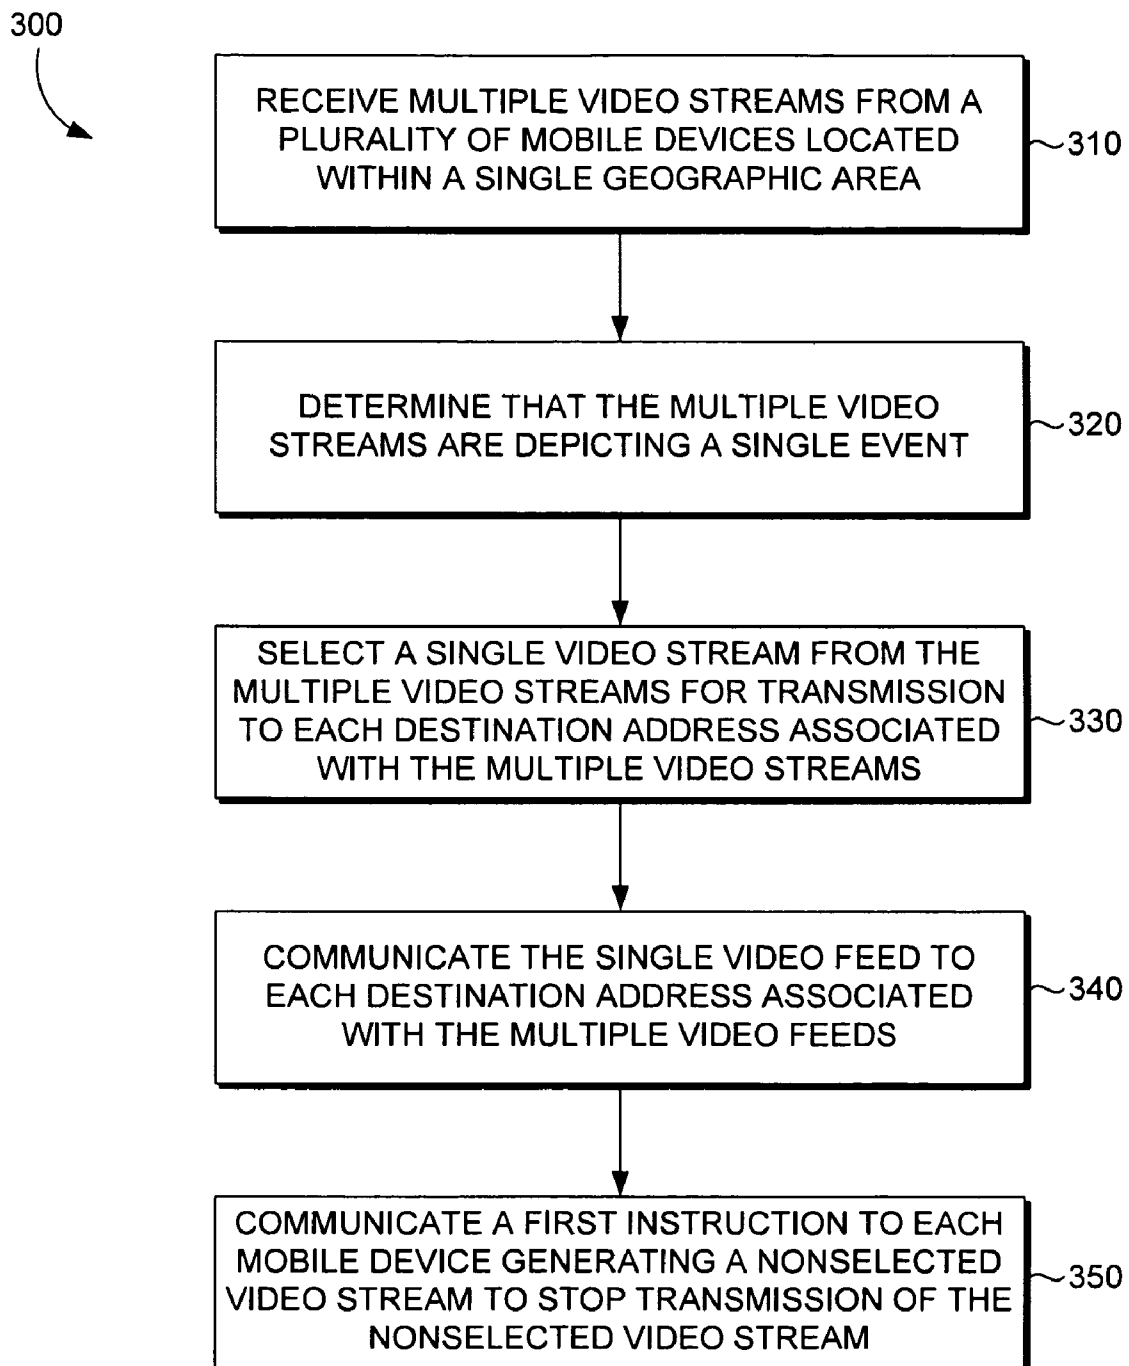 300
RECEIVE MULTIPLE VIDEO STREAMS FROM A
PLURALITY OF MOBILE DEVICES LOCATED
WITHIN A SINGLE GEOGRAPHIC AREA
310
DETERMINE THAT THE MULTIPLE VIDEO
STREAMS ARE DEPICTING A SINGLE EVENT
320
SELECT A SINGLE VIDEO STREAM FROM THE
MULTIPLE VIDEO STREAMS FOR TRANSMISSION
TO EACH DESTINATION ADDRESS ASSOCIATED
WITH THE MULTIPLE VIDEO STREAMS
330
COMMUNICATE THE SINGLE VIDEO FEED TO
EACH DESTINATION ADDRESS ASSOCIATED
WITH THE MULTIPLE VIDEO FEEDS
340
COMMUNICATE A FIRST INSTRUCTION TO EACH
MOBILE DEVICE GENERATING A NONSELECTED
VIDEO STREAM TO STOP TRANSMISSION OF THE
NONSELECTED VIDEO STREAM
350